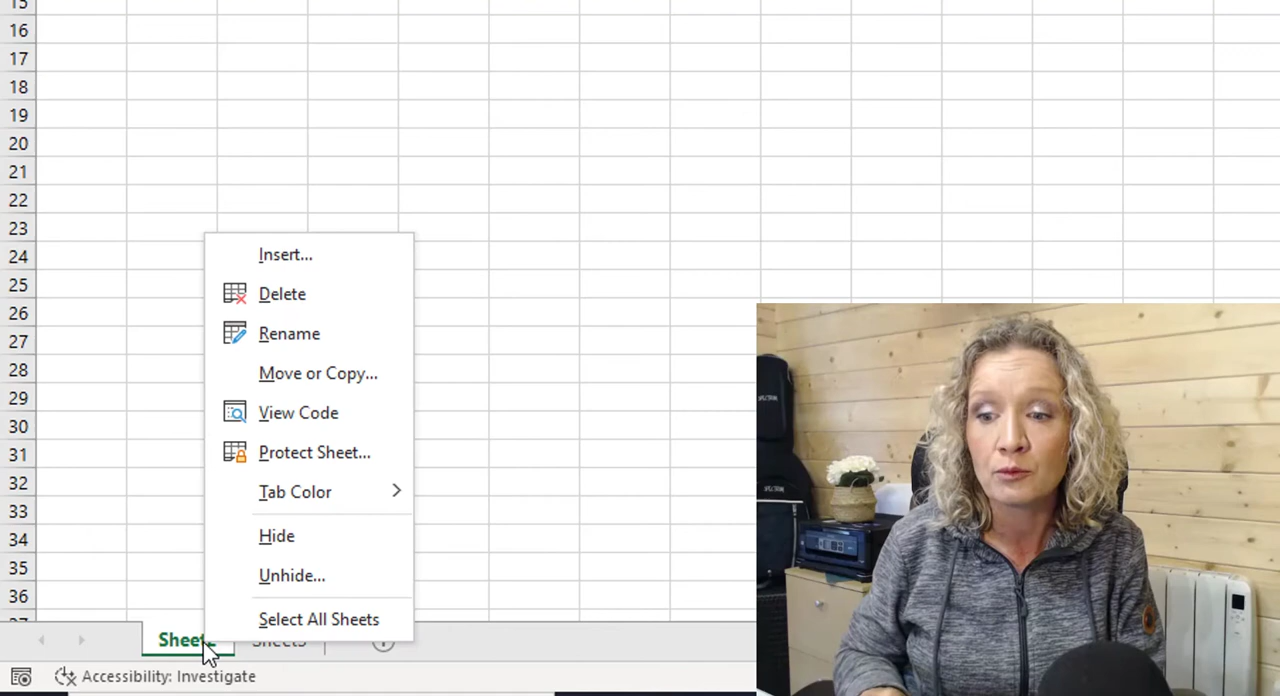 15
16
17
18
19
20
21
22
23
24
25
26
27
28
29
30
31
32
33
34
35
36
Insert...
Delete
Rename
Move or Copy...
View Code
Protect Sheet...
Tab Color
Hide
Unhide...
Select All Sheets
Accessibility: Investigate